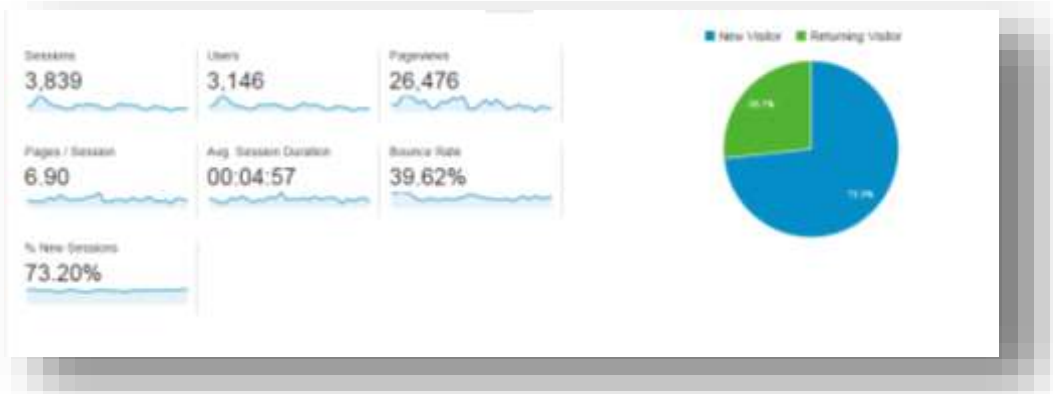 Sessions
3,839
Users
3,146
Pageviews
26,476
Pages / Session
6.90
Avg. Session Duration
00:04:57
Bounce Rate
39.62%
% New Sessions
73.20%
New Visitor
Returning Visitor